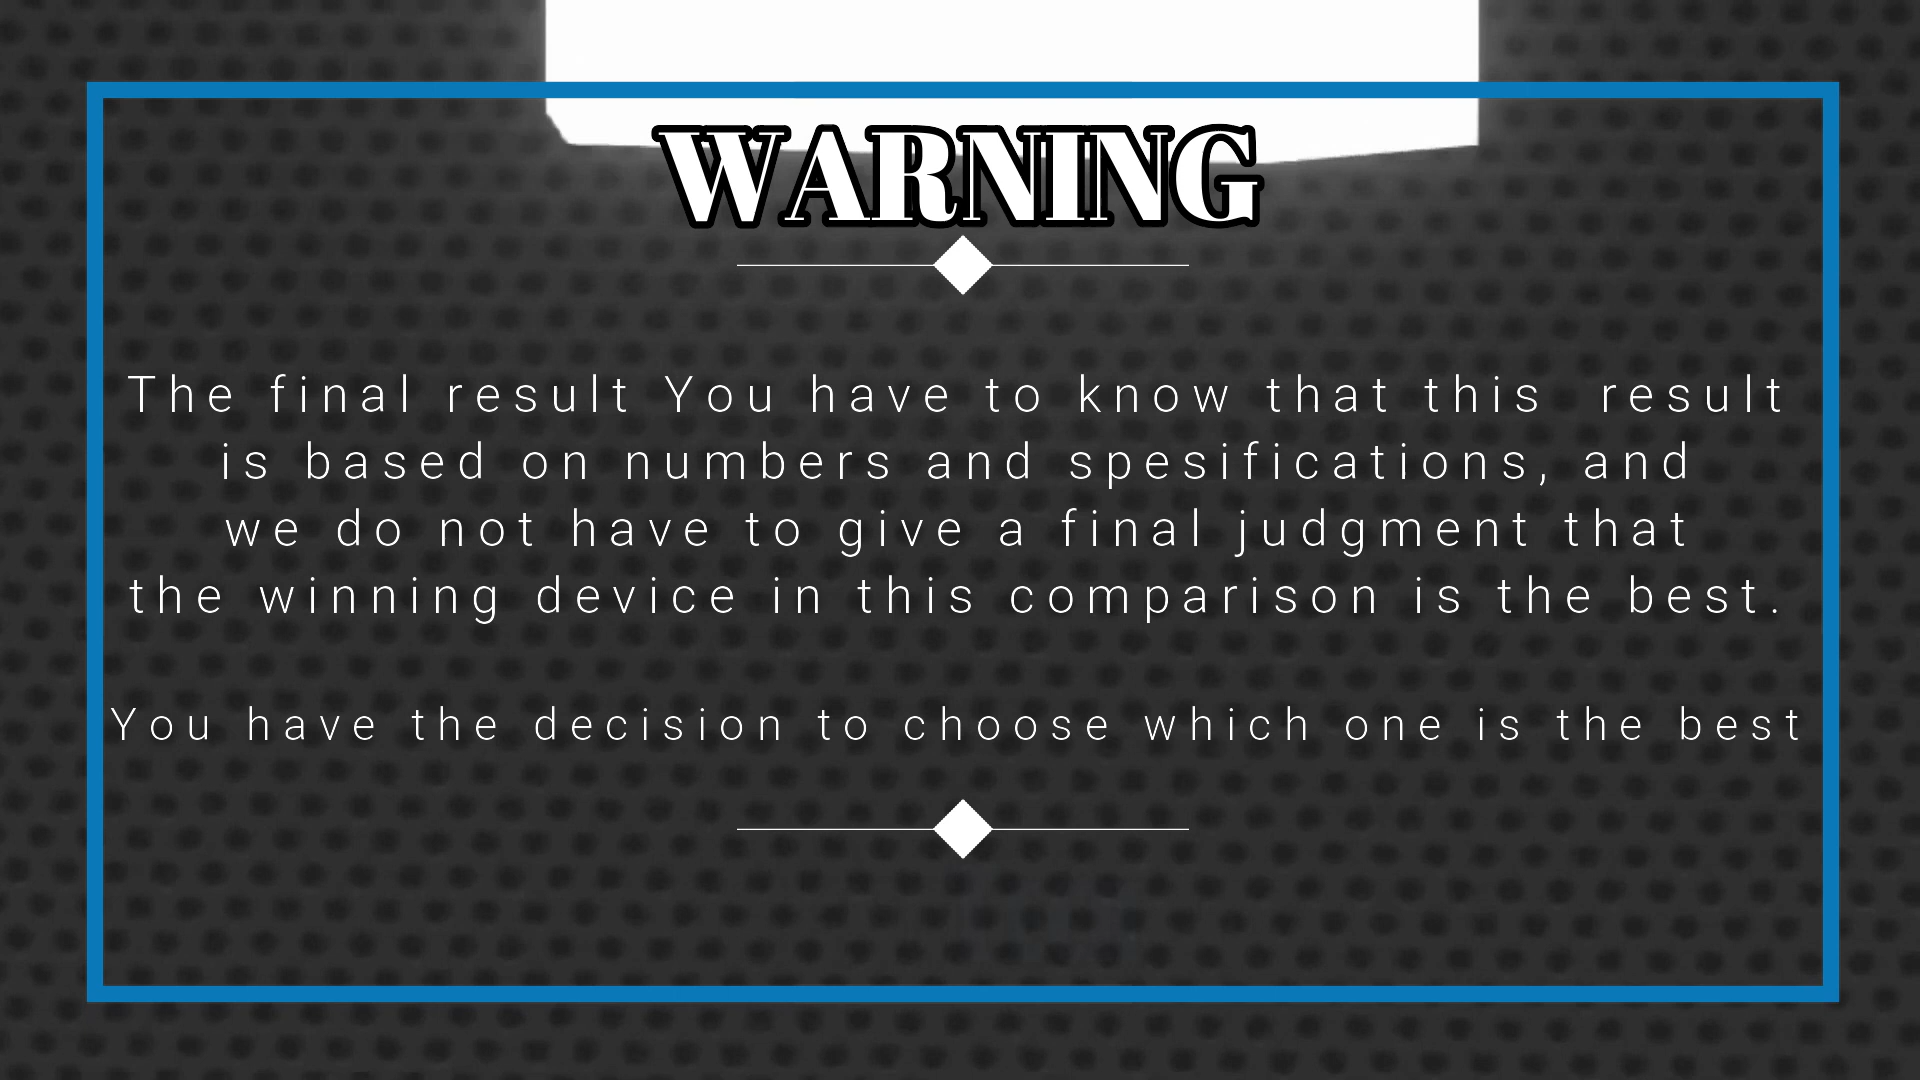 WARNING
The final result You have to know that this result
is based on numbers and spesifications, and
we do not have to give a final judgment that
the winning device in this comparison is the best.
You have the decision to choose which one is the best